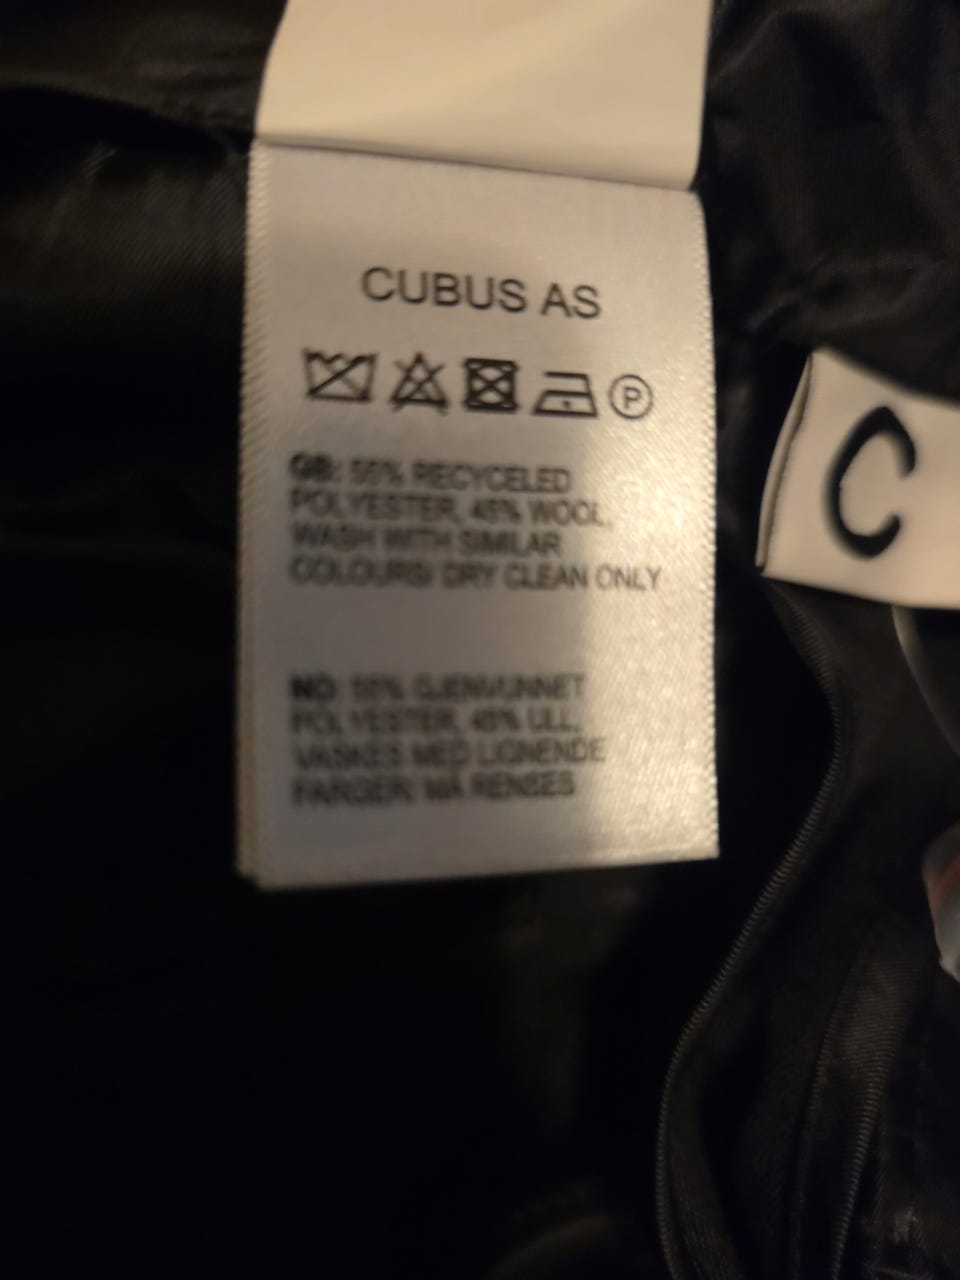 CUBUS AS
P
GB: 55% RECYCELED
POLYESTER, 45% WOOL,
WASH WITH SIMILAR
COLOURS/ DRY CLEAN ONLY
NO: 55% GJENVUNNET
POLYESTER, 45% ULL,
VASKES MED LIGNENDE
FARGER/ MÅ RENSES
C